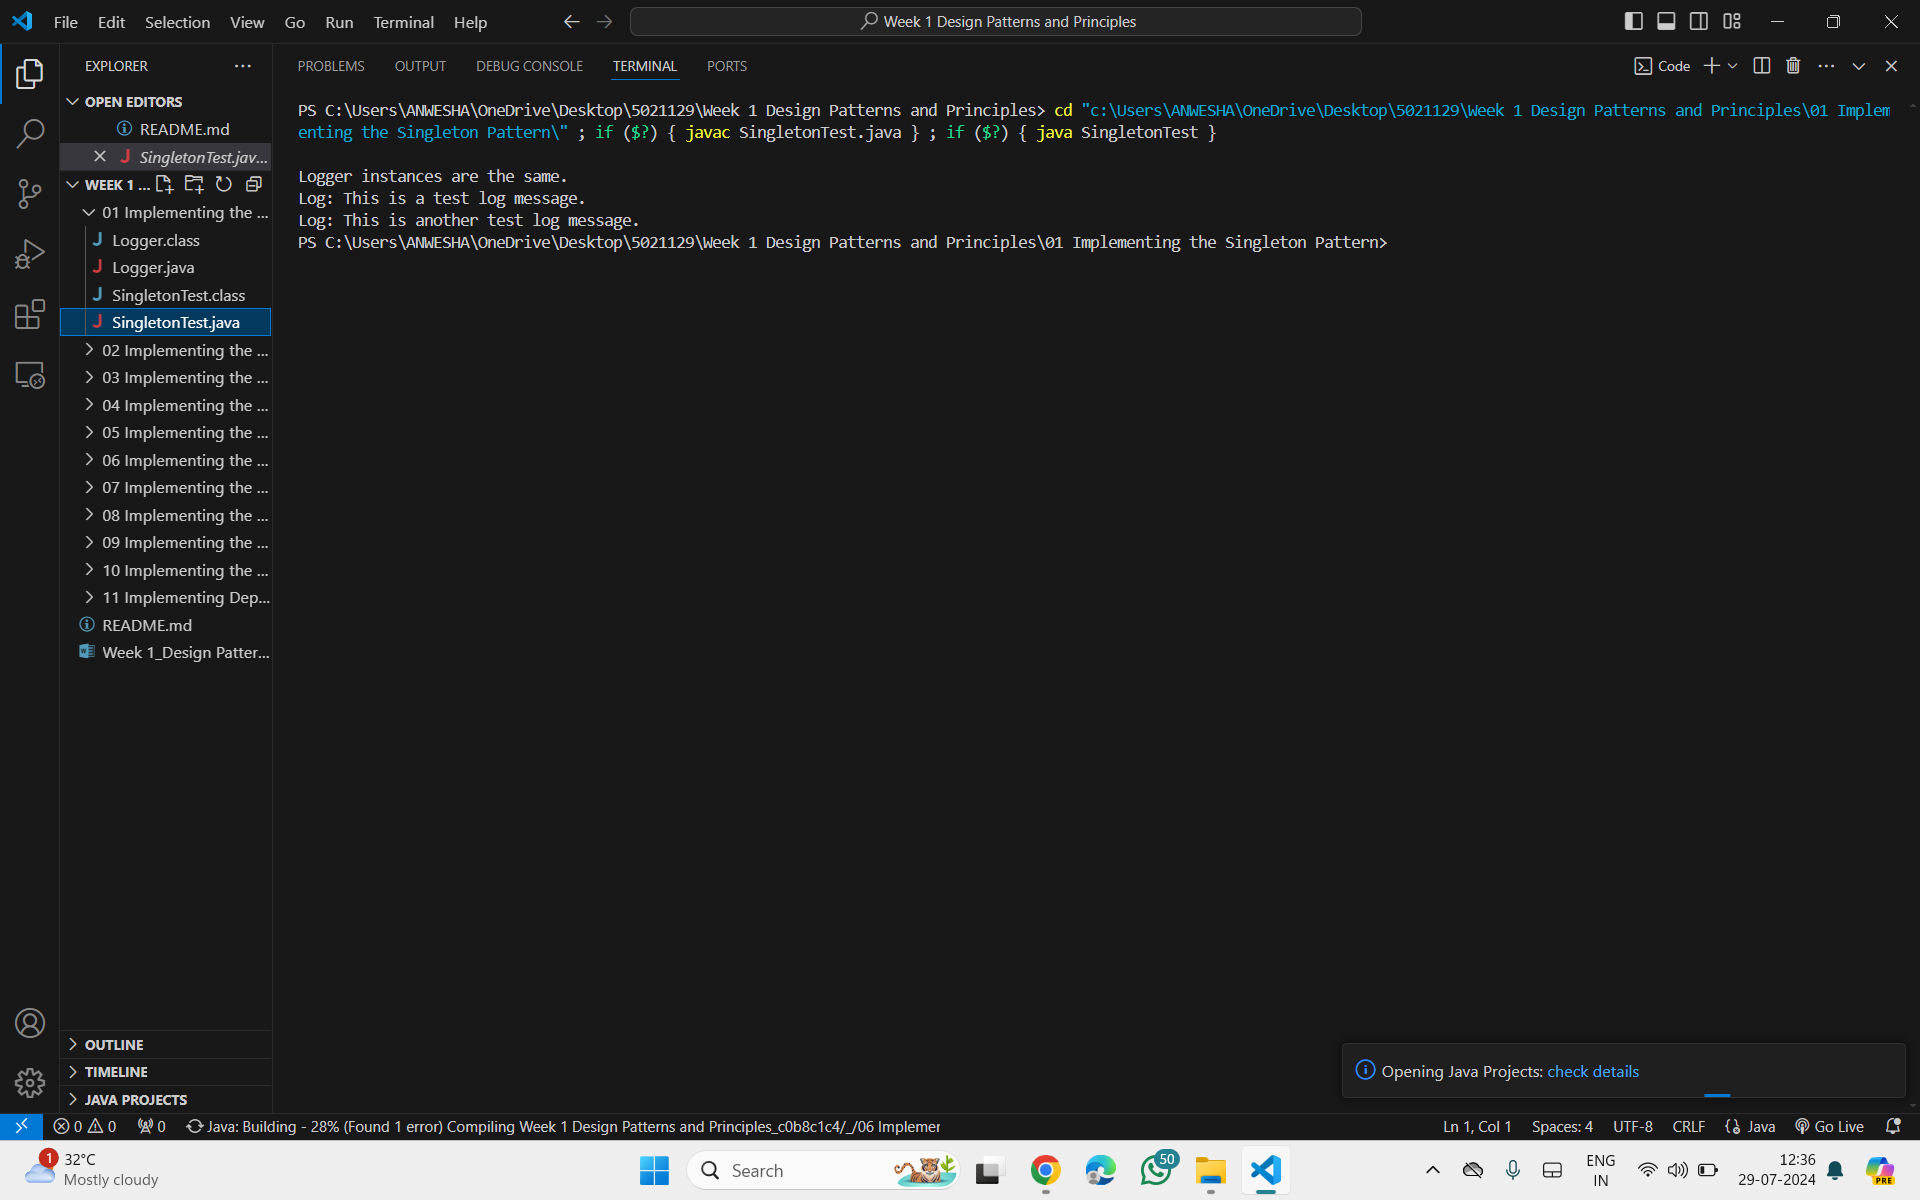 File Edit Selection View Go Run Terminal Help
Week 1 Design Patterns and Principles
EXPLORER
OPEN EDITORS
README.md
SingletonTest.jav...
WEEK 1 ...
01 Implementing the ...
Logger.class
Logger.java
SingletonTest.class
SingletonTest.java
02 Implementing the ...
03 Implementing the ...
04 Implementing the ...
05 Implementing the ...
06 Implementing the ...
07 Implementing the ...
08 Implementing the ...
09 Implementing the ...
10 Implementing the ...
11 Implementing Dep...
README.md
Week 1_Design Patter...
OUTLINE
TIMELINE
JAVA PROJECTS
PROBLEMS OUTPUT DEBUG CONSOLE TERMINAL PORTS
Code
PS C:\Users\ANWESHA\OneDrive\Desktop\5021129\Week 1 Design Patterns and Principles> cd "c:\Users\ANWESHA\OneDrive\Desktop\5021129\Week 1 Design Patterns and Principles\01 Implem
enting the Singleton Pattern\" ; if ($?) { javac SingletonTest.java } ; if ($?) { java SingletonTest }
Logger instances are the same.
Log: This is a test log message.
Log: This is another test log message.
PS C:\Users\ANWESHA\OneDrive\Desktop\5021129\Week 1 Design Patterns and Principles\01 Implementing the Singleton Pattern>
Opening Java Projects: check details
0 0 0 Java: Building - 28% (Found 1 error) Compiling Week 1 Design Patterns and Principles_c0b8c1c4/_/06 Implemer
Ln 1, Col 1 Spaces: 4 UTF-8 CRLF Java Go Live
1
32°C
Mostly cloudy
Search
50
ENG
IN
12:36
29-07-2024
PRE